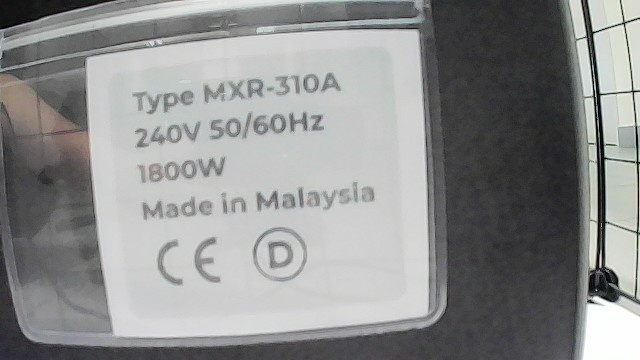 Type MXR-310A
240V 50/60Hz
1800W
Made in Malaysia
CE D